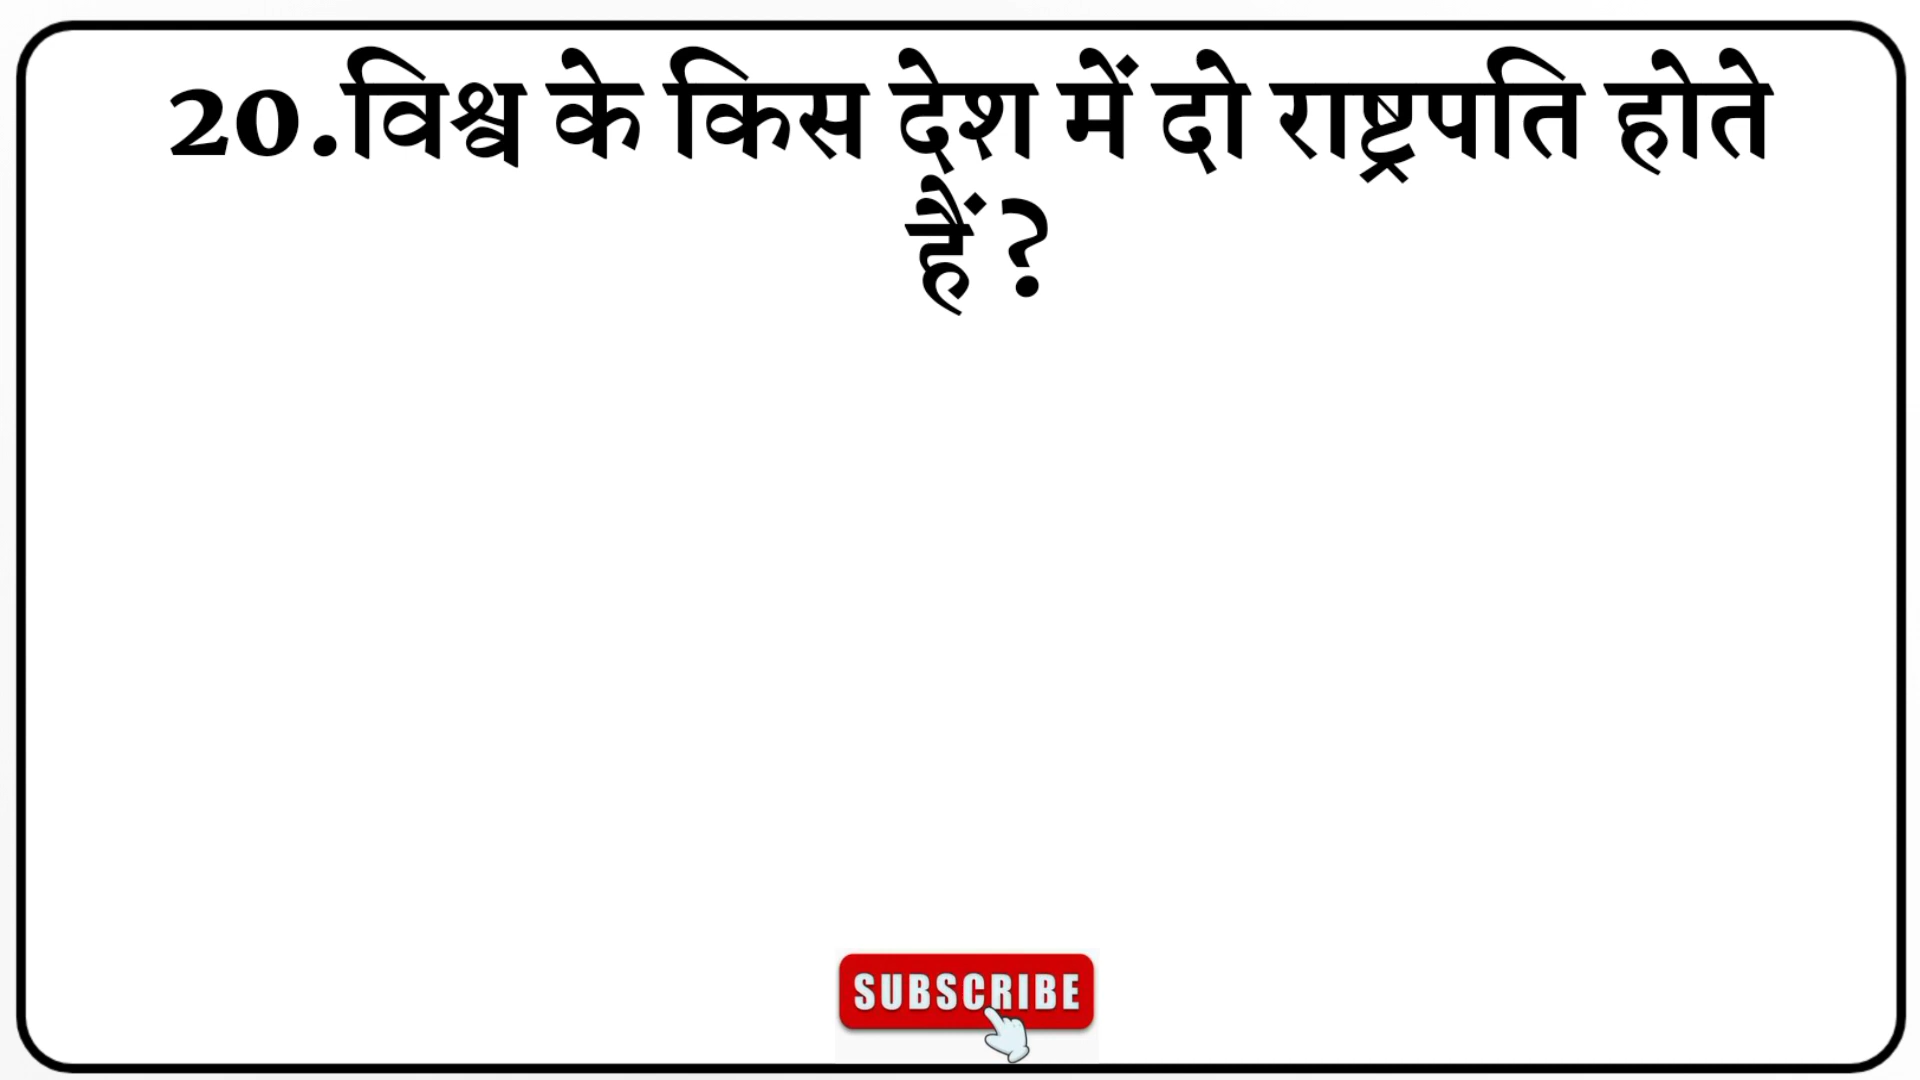 20.विश्व के किस देश में दो राष्ट्रपति होते
हैं ?
SUBSCRIBE